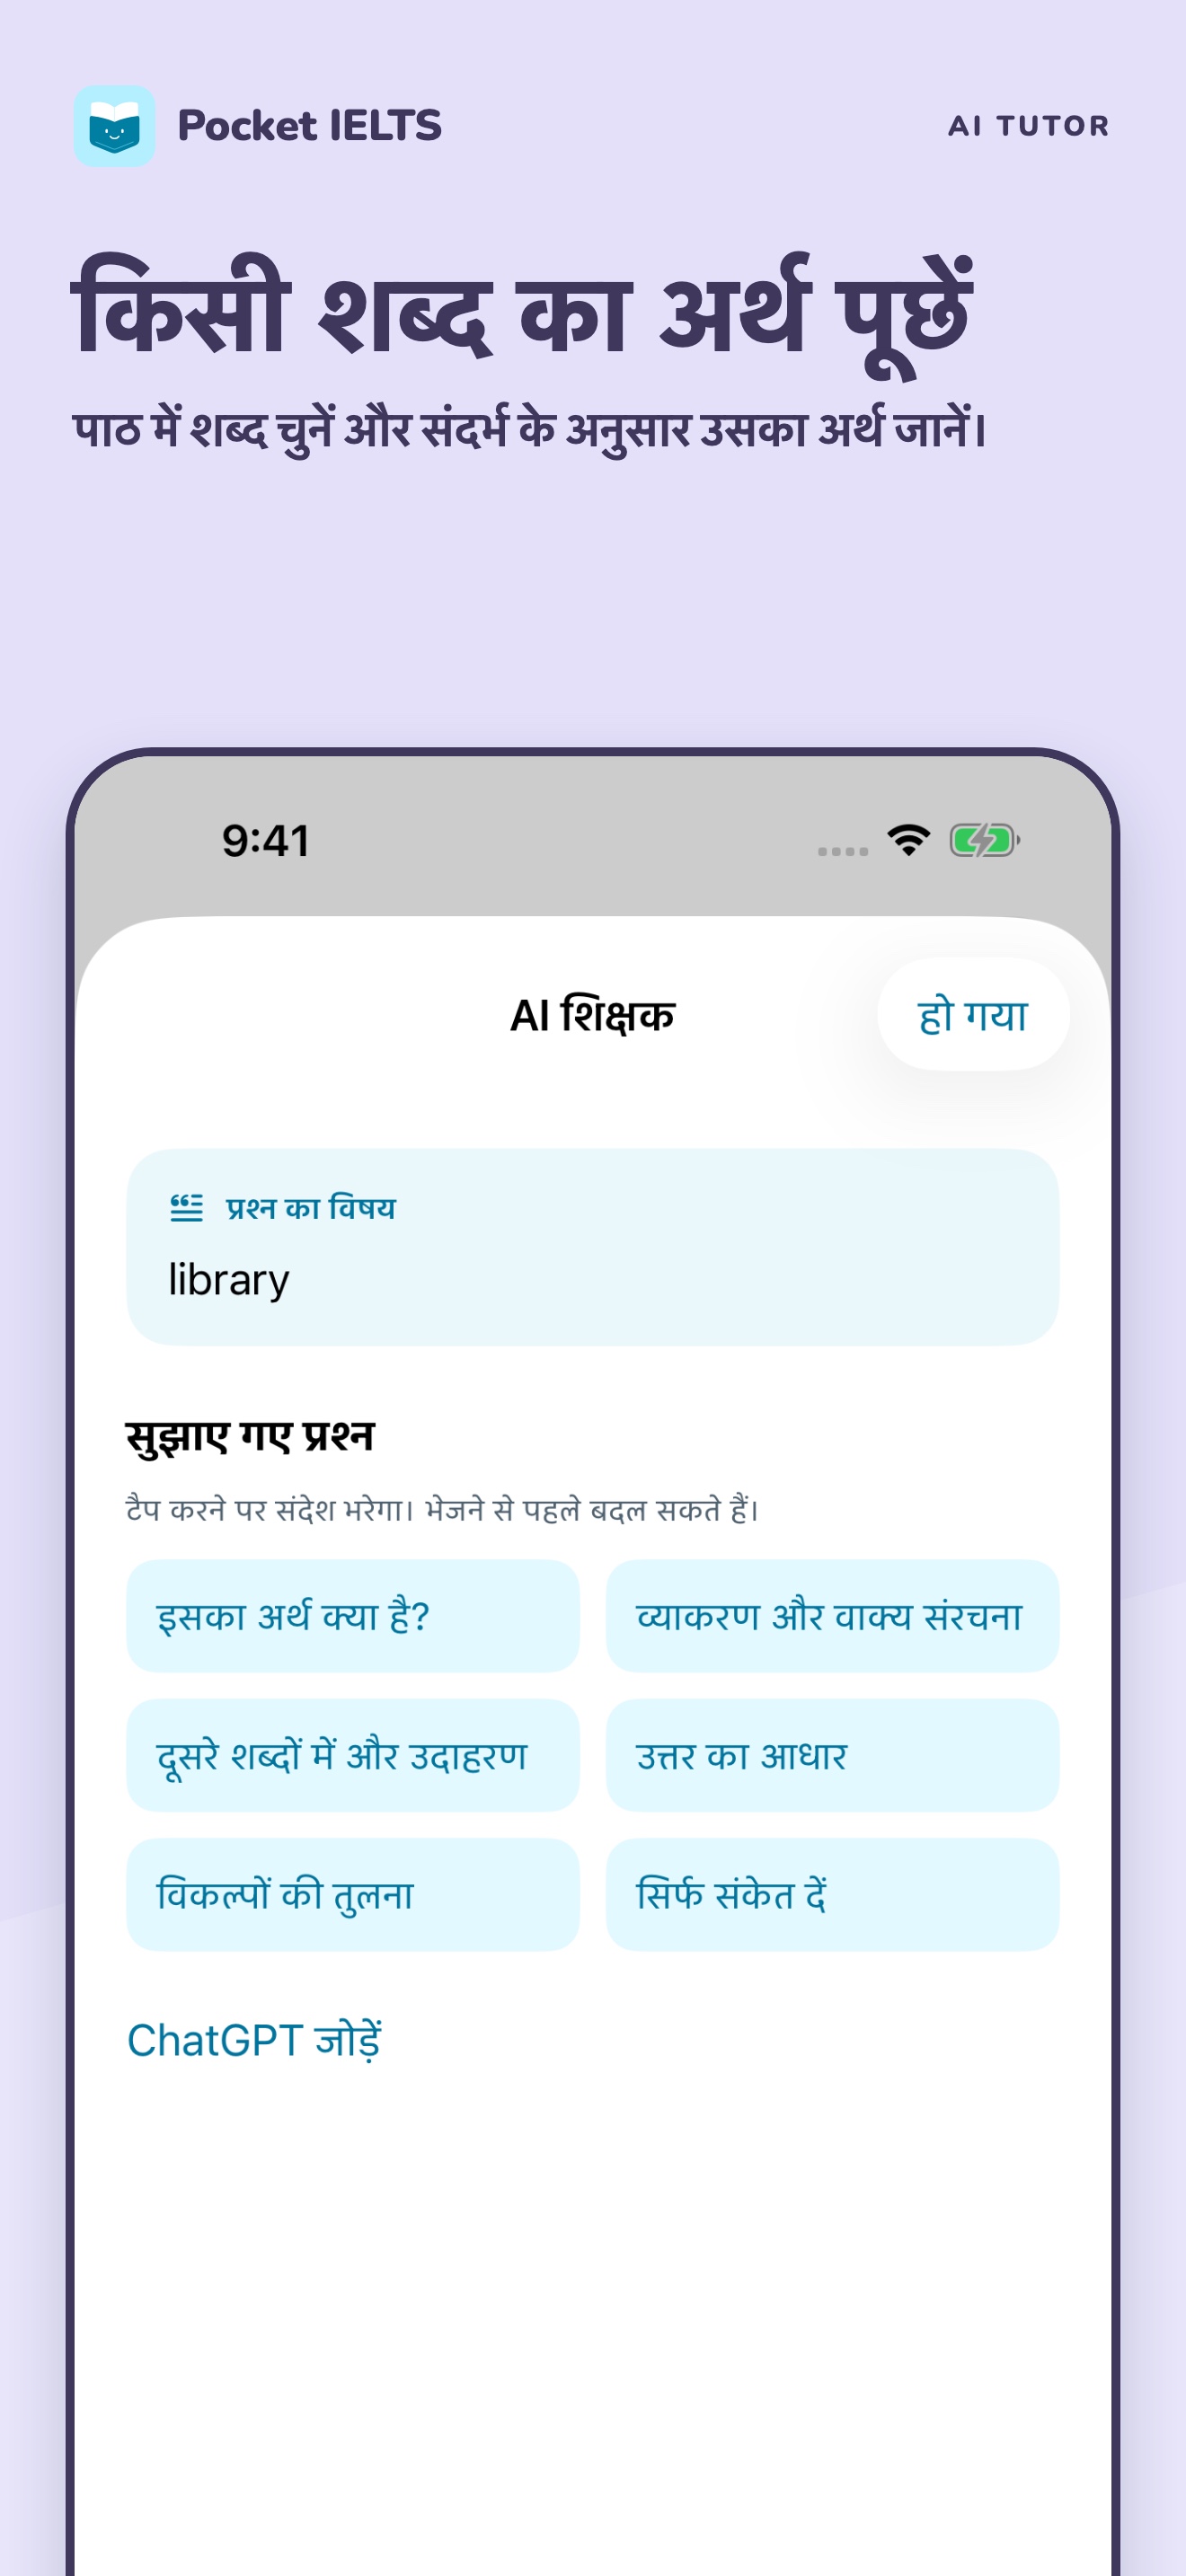 Pocket IELTS
AI TUTOR
किसी शब्द का अर्थ पूछें
पाठ में शब्द चुनें और संदर्भ के अनुसार उसका अर्थ जानें।
9:41
AI शिक्षक
हो गया
प्रश्न का विषय
library
सुझाए गए प्रश्न
टैप करने पर संदेश भरेगा। भेजने से पहले बदल सकते हैं।
इसका अर्थ क्या है?
व्याकरण और वाक्य संरचना
दूसरे शब्दों में और उदाहरण
उत्तर का आधार
विकल्पों की तुलना
सिर्फ संकेत दें
ChatGPT जोड़ें